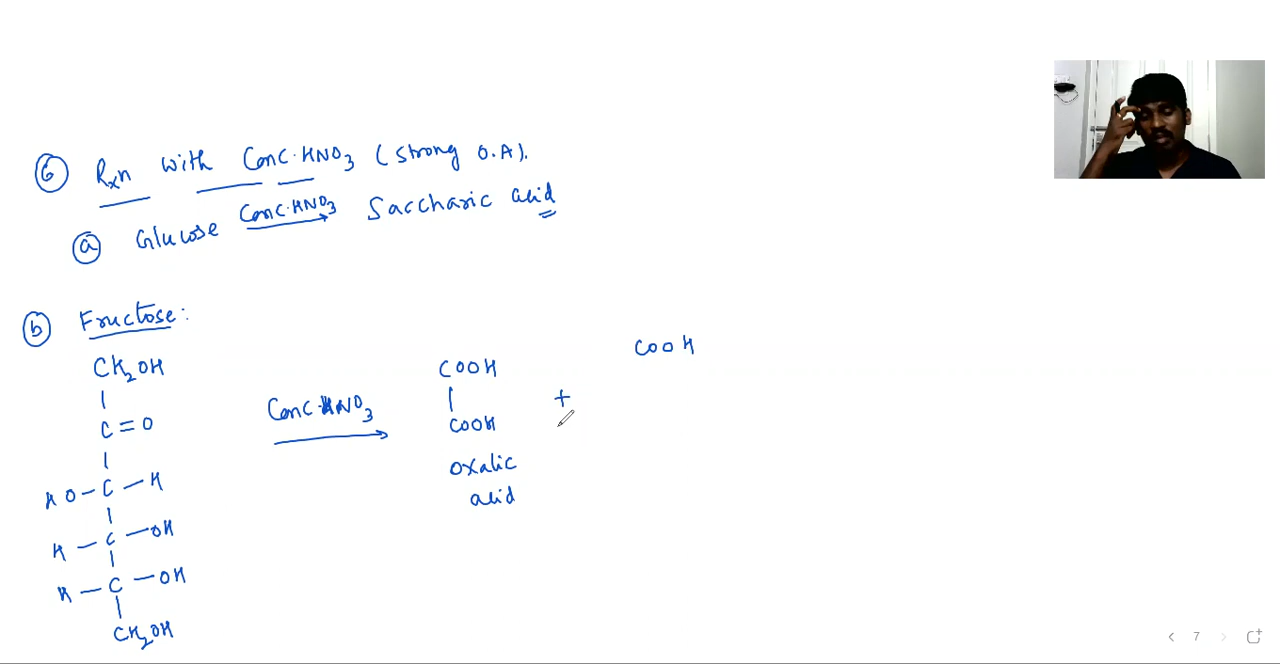 6 Rxn with Conc.HNO3 (strong O.A).
a Glucose Conc.HNO3 Saccharic acid
b Fructose:
COOH
CH2OH COOH
Conc.HNO3 +
C=O COOH
oxalic
HO-C-H acid
H-C-OH
H-C-OH
CH2OH
7